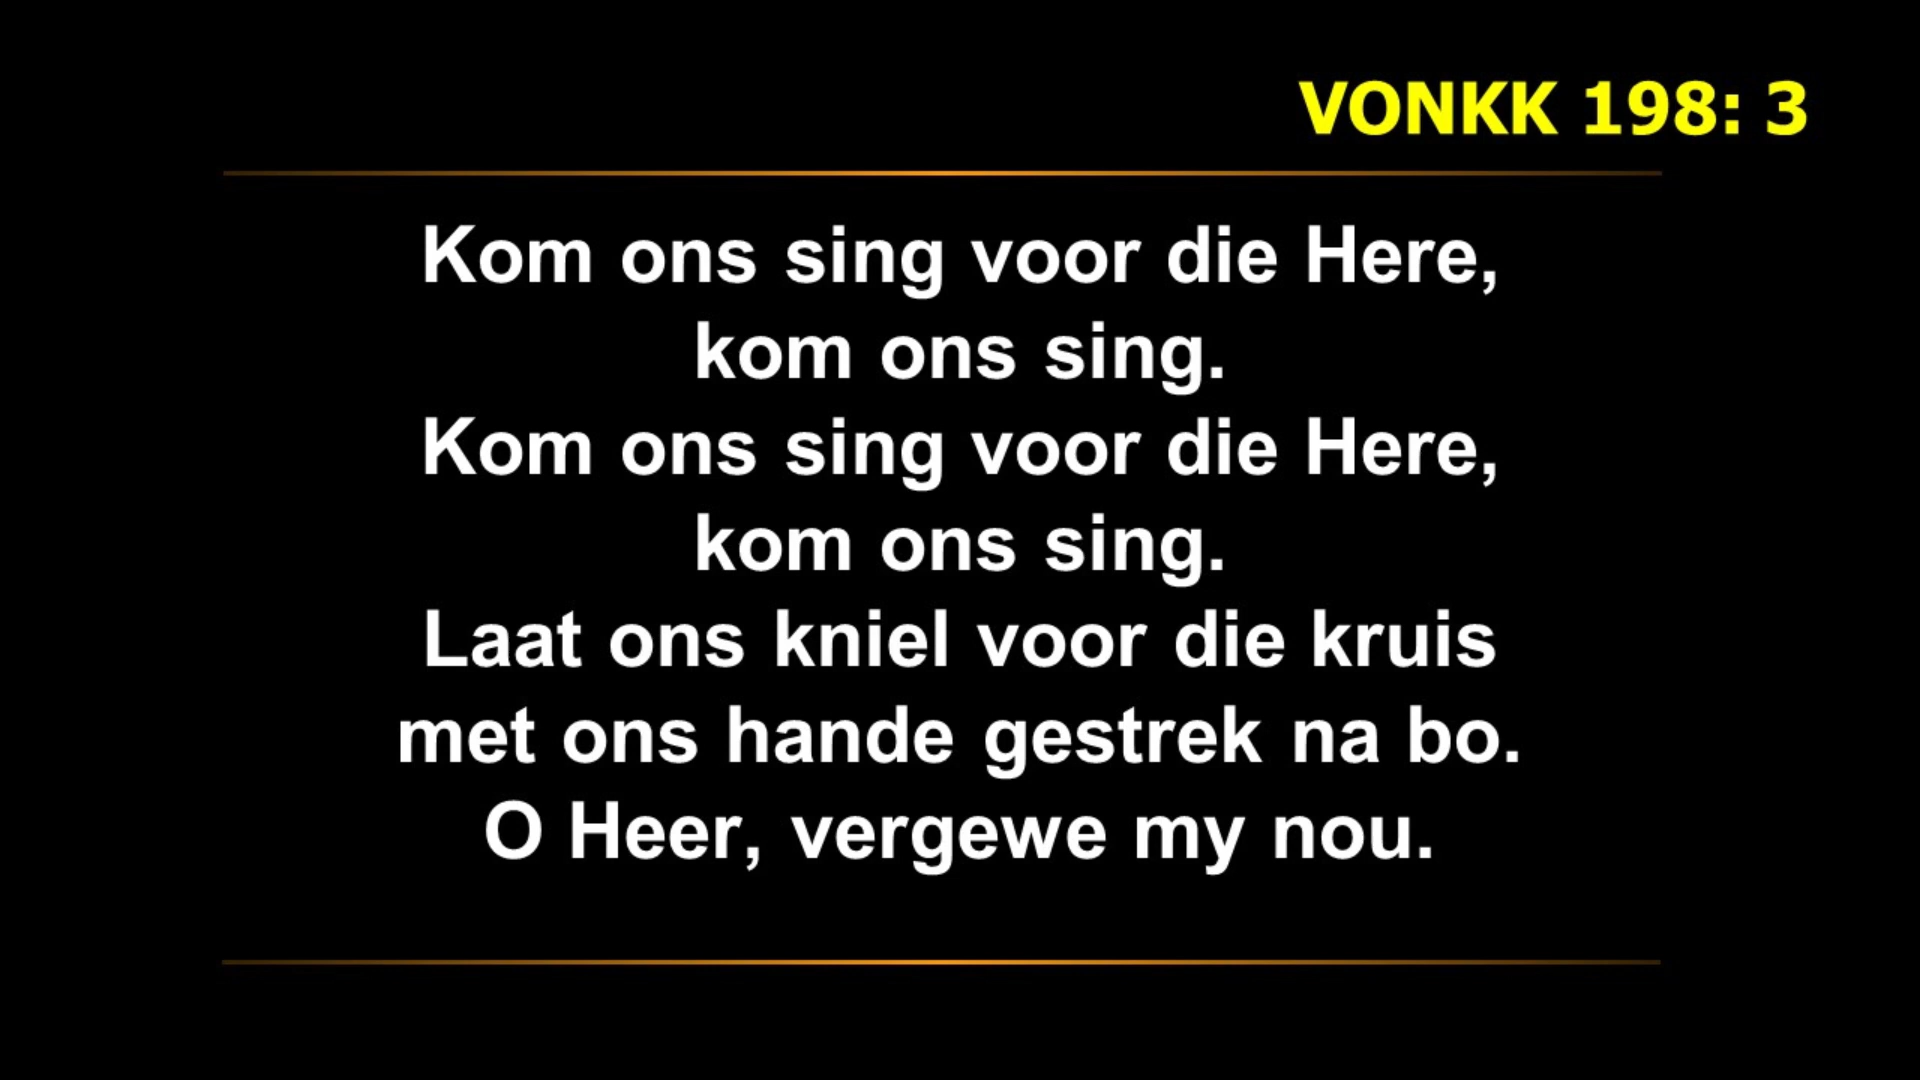 VONKK 198: 3
Kom ons sing voor die Here,
kom ons sing.
Kom ons sing voor die Here,
kom ons sing.
Laat ons kniel voor die kruis
met ons hande gestrek na bo.
O Heer, vergewe my nou.